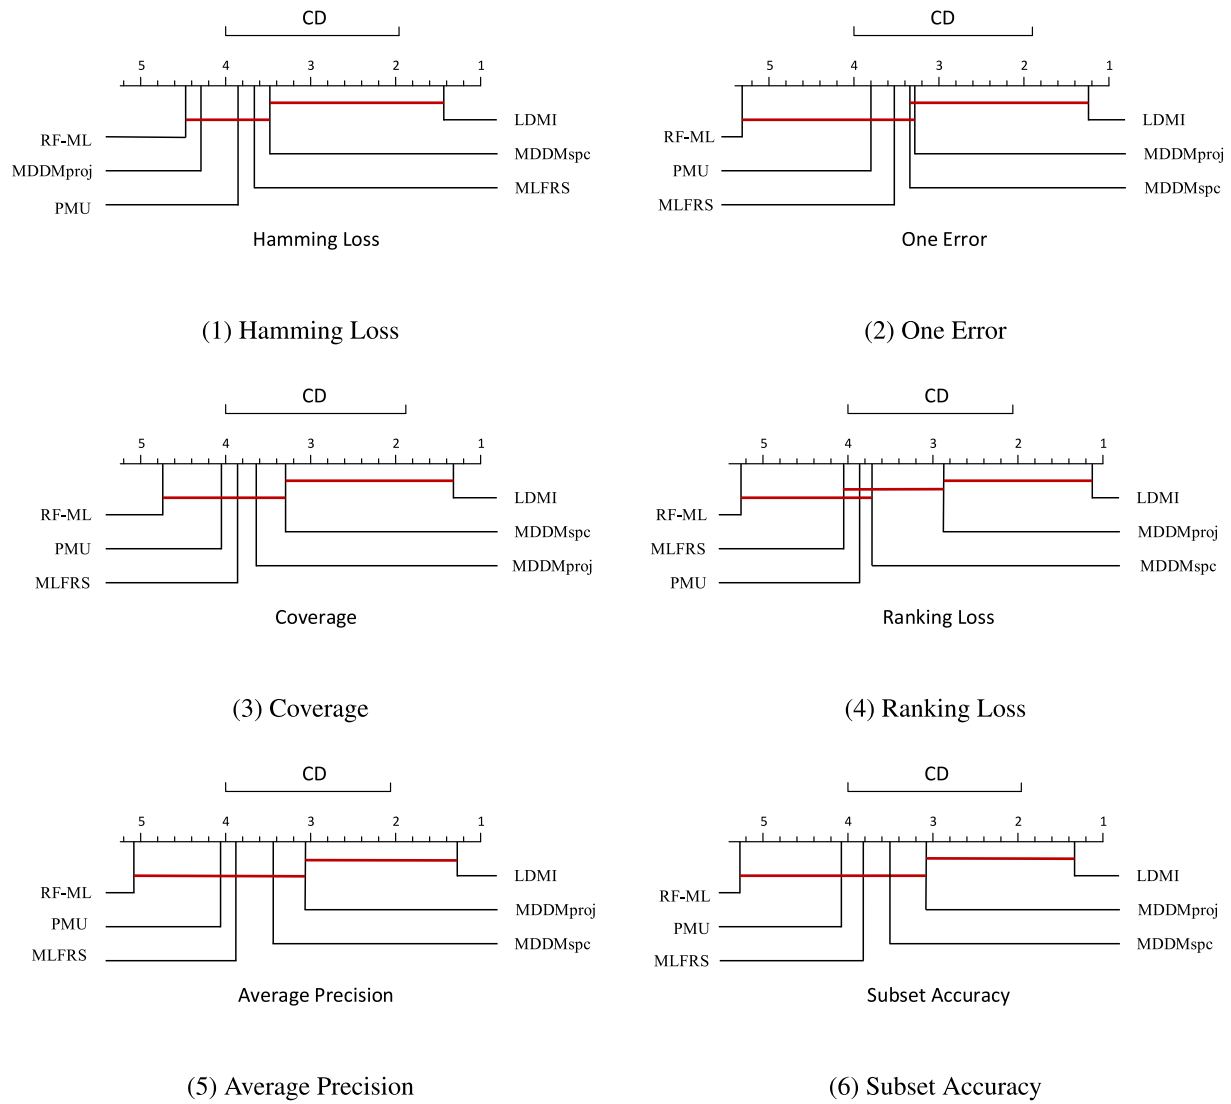 CD
5 4 3 2 1
RF-ML
MDDMproj
PMU
LDMI
MDDMspc
MLFRS
Hamming Loss
(1) Hamming Loss
CD
5 4 3 2 1
RF-ML
PMU
MLFRS
LDMI
MDDMproj
MDDMspc
One Error
(2) One Error
CD
5 4 3 2 1
RF-ML
PMU
MLFRS
LDMI
MDDMspc
MDDMproj
Coverage
(3) Coverage
CD
5 4 3 2 1
RF-ML
MLFRS
PMU
LDMI
MDDMproj
MDDMspc
Ranking Loss
(4) Ranking Loss
CD
5 4 3 2 1
RF-ML
PMU
MLFRS
LDMI
MDDMproj
MDDMspc
Average Precision
(5) Average Precision
CD
5 4 3 2 1
RF-ML
PMU
MLFRS
LDMI
MDDMproj
MDDMspc
Subset Accuracy
(6) Subset Accuracy